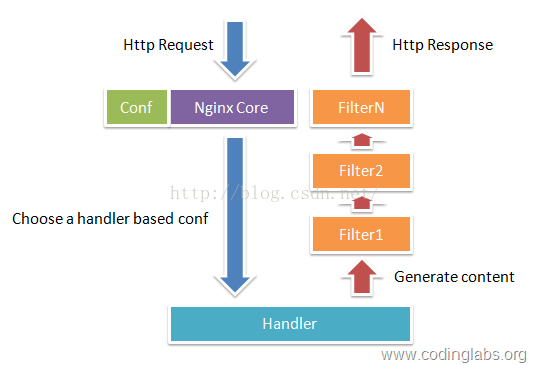 Http Request
Http Response
Conf
Nginx Core
FilterN
Filter2
http://blog.csdn.net/
Choose a handler based conf
Filter1
Generate content
Handler
www.codinglabs.org